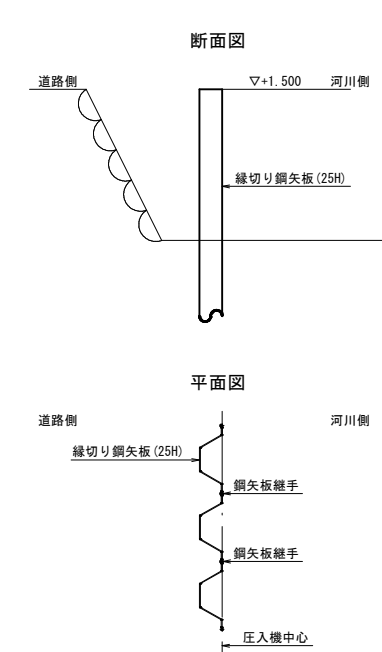 断面図
道路側
▽+1.500
河川側
縁切り鋼矢板(25H)
平面図
道路側
河川側
縁切り鋼矢板(25H)
鋼矢板継手
鋼矢板継手
圧入機中心